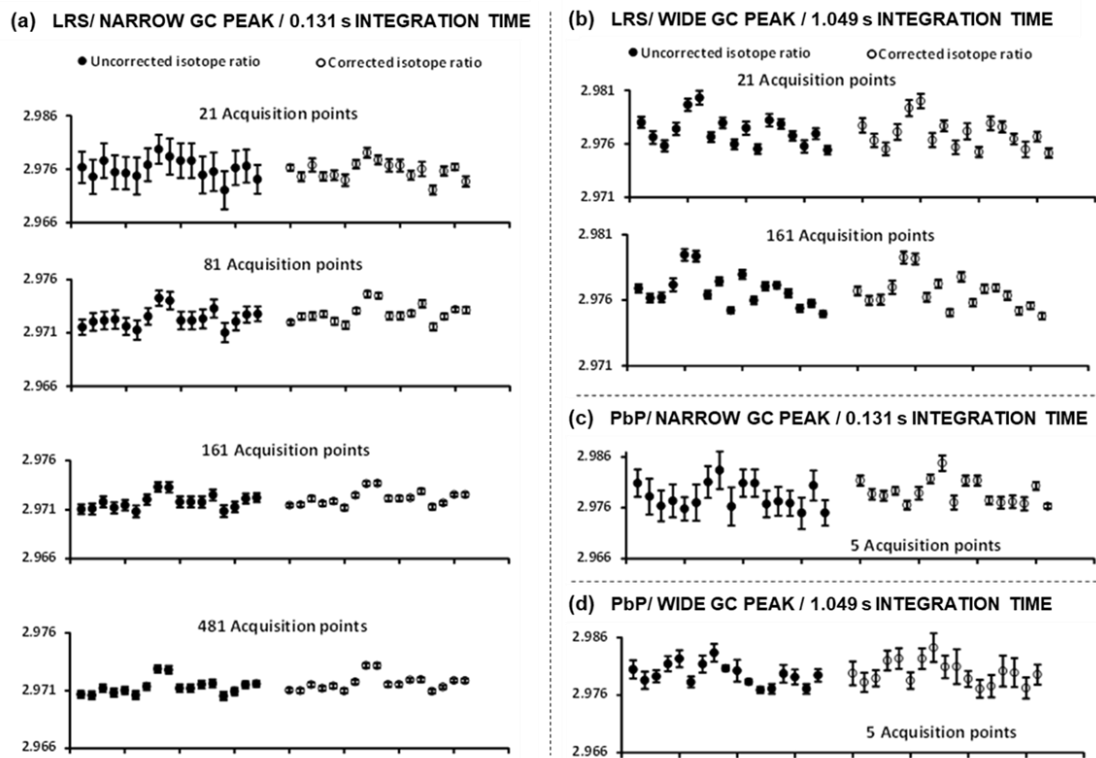 (a) LRS/ NARROW GC PEAK / 0.131 s INTEGRATION TIME
● Uncorrected isotope ratio ○ Corrected isotope ratio
21 Acquisition points
2.986
2.976
2.966
81 Acquisition points
2.976
2.971
2.966
161 Acquisition points
2.976
2.971
2.966
481 Acquisition points
2.976
2.971
2.966
(b) LRS/ WIDE GC PEAK / 1.049 s INTEGRATION TIME
● Uncorrected isotope ratio ○ Corrected isotope ratio
21 Acquisition points
2.981
2.976
2.971
161 Acquisition points
2.981
2.976
2.971
(c) PbP/ NARROW GC PEAK / 0.131 s INTEGRATION TIME
2.986
2.976
2.966
5 Acquisition points
(d) PbP/ WIDE GC PEAK / 1.049 s INTEGRATION TIME
2.986
2.976
2.966
5 Acquisition points